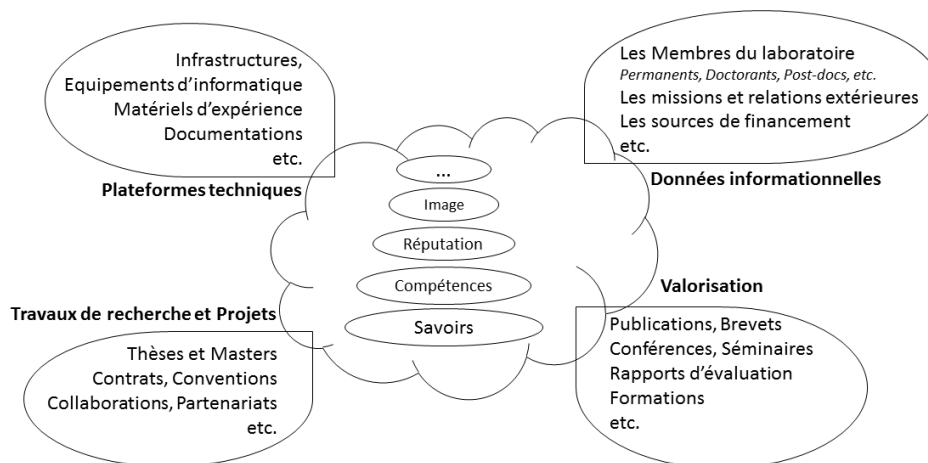 Infrastructures,
Equipements d'informatique
Matériels d'expérience
Documentations
etc.
Plateformes techniques
Les Membres du laboratoire
Permanents, Doctorants, Post-docs, etc.
Les missions et relations extérieures
Les sources de financement
etc.
Données informationnelles
...
Image
Réputation
Compétences
Savoirs
Travaux de recherche et Projets
Thèses et Masters
Contrats, Conventions
Collaborations, Partenariats
etc.
Valorisation
Publications, Brevets
Conférences, Séminaires
Rapports d'évaluation
Formations
etc.